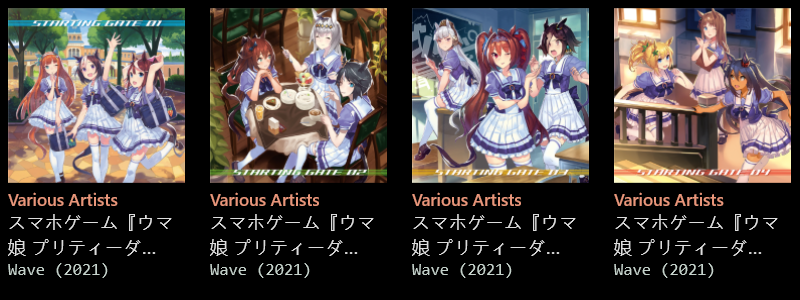 STARTING GATE 01
STARTING GATE 02
STARTING GATE 03
STARTING GATE 04
Various Artists
スマホゲーム『ウマ
娘 プリティーダ...
Wave (2021)
Various Artists
スマホゲーム『ウマ
娘 プリティーダ...
Wave (2021)
Various Artists
スマホゲーム『ウマ
娘 プリティーダ...
Wave (2021)
Various Artists
スマホゲーム『ウマ
娘 プリティーダ...
Wave (2021)